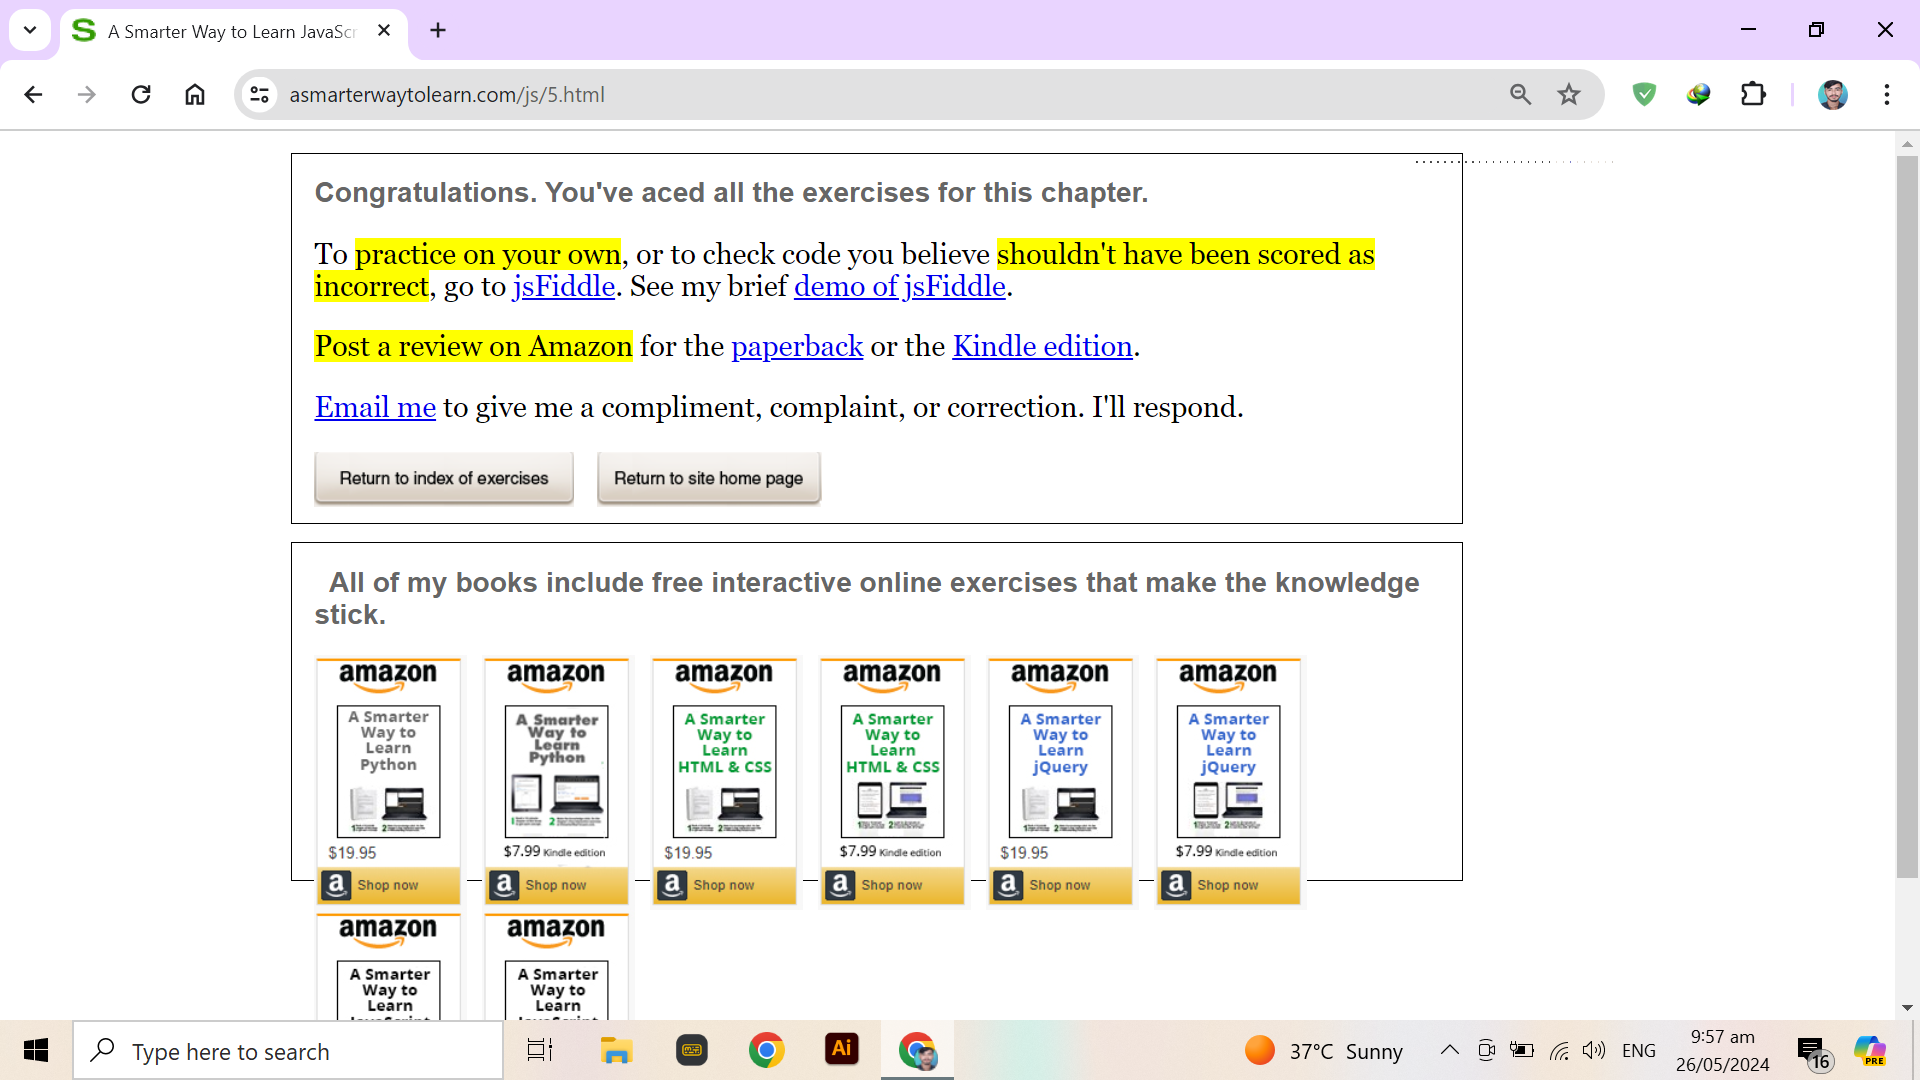 A Smarter Way to Learn JavaScr
asmarterwaytolearn.com/js/5.html
Congratulations. You've aced all the exercises for this chapter.
To practice on your own, or to check code you believe shouldn't have been scored as
incorrect, go to jsFiddle. See my brief demo of jsFiddle.
Post a review on Amazon for the paperback or the Kindle edition.
Email me to give me a compliment, complaint, or correction. I'll respond.
Return to index of exercises Return to site home page
All of my books include free interactive online exercises that make the knowledge
stick.
amazon amazon amazon amazon amazon amazon
A Smarter A Smarter A Smarter A Smarter A Smarter A Smarter
Way to Way to Way to Way to Way to Way to
Learn Learn Learn Learn Learn Learn
Python Python HTML & CSS HTML & CSS jQuery jQuery
$19.95 $7.99 Kindle edition $19.95 $7.99 Kindle edition $19.95 $7.99 Kindle edition
a Shop now a Shop now a Shop now a Shop now a Shop now a Shop now
amazon amazon
A Smarter A Smarter
Way to Way to
Learn Learn
Type here to search
Ai
37°C Sunny
ENG
9:57 am
26/05/2024
16
PRE